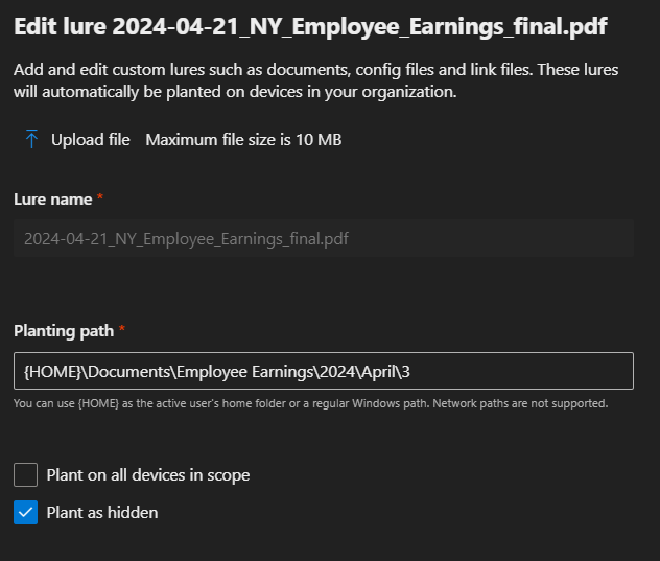 Edit lure 2024-04-21_NY_Employee_Earnings_final.pdf
Add and edit custom lures such as documents, config files and link files. These lures
will automatically be planted on devices in your organization.
Upload file Maximum file size is 10 MB
Lure name *
2024-04-21_NY_Employee_Earnings_final.pdf
Planting path *
{HOME}\Documents\Employee Earnings\2024\April\3
You can use {HOME} as the active user's home folder or a regular Windows path. Network paths are not supported.
Plant on all devices in scope
Plant as hidden